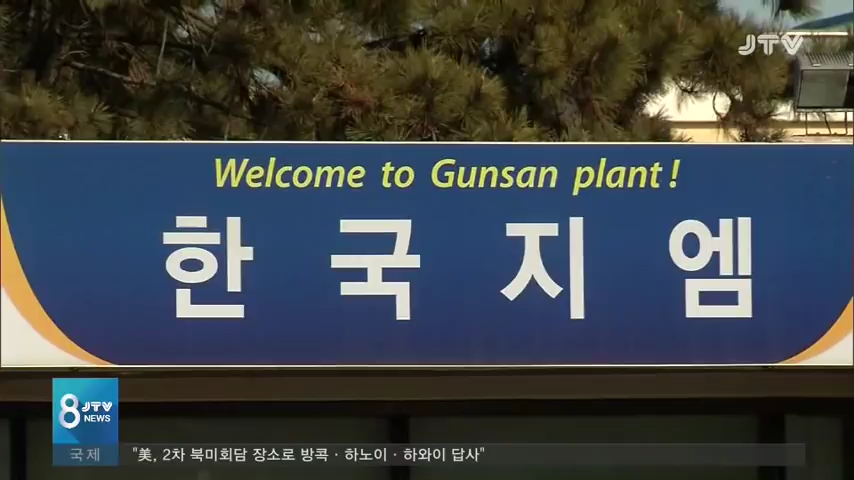 JTV
Welcome to Gunsan plant!
한국지엠
8 JTV NEWS
국제 "美, 2차 북미회담 장소로 방콕·하노이·하와이 답사"